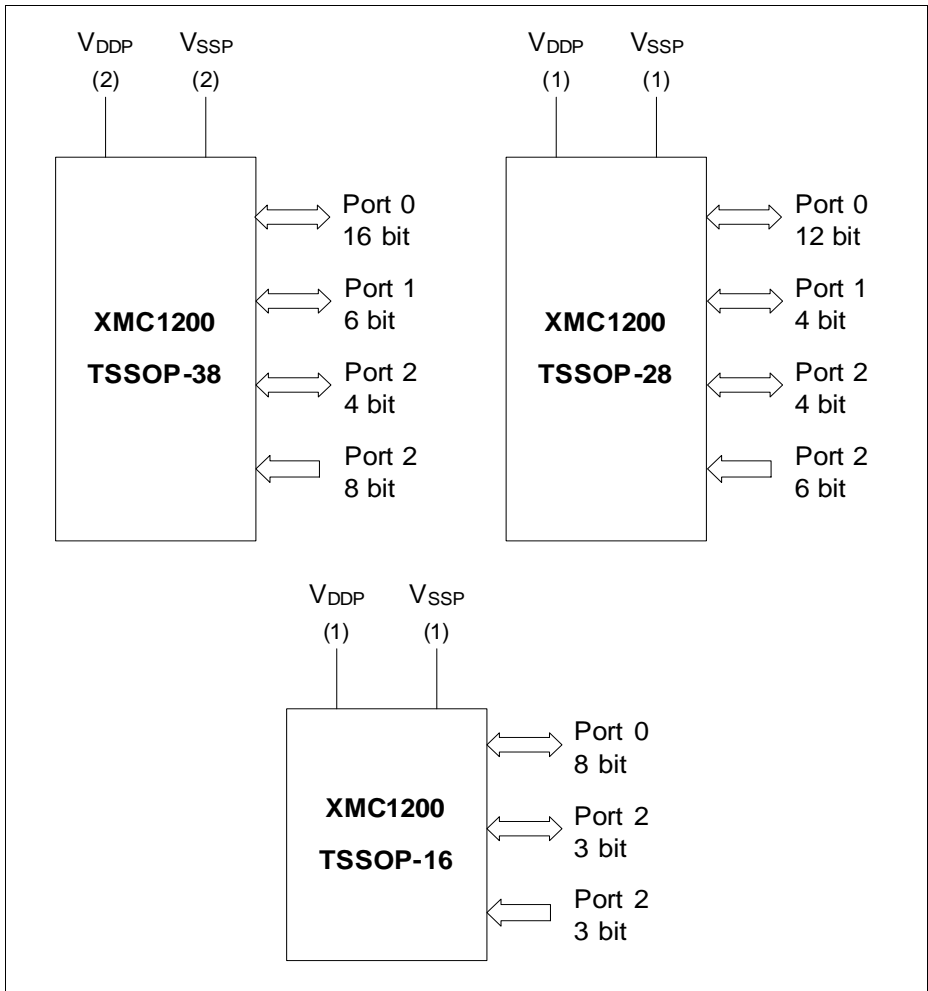 VDDP
VSSP
(2)
(2)
XMC1200
TSSOP-38
Port 0
16 bit
Port 1
6 bit
Port 2
4 bit
Port 2
8 bit
VDDP
VSSP
(1)
(1)
XMC1200
TSSOP-28
Port 0
12 bit
Port 1
4 bit
Port 2
4 bit
Port 2
6 bit
VDDP
VSSP
(1)
(1)
XMC1200
TSSOP-16
Port 0
8 bit
Port 2
3 bit
Port 2
3 bit